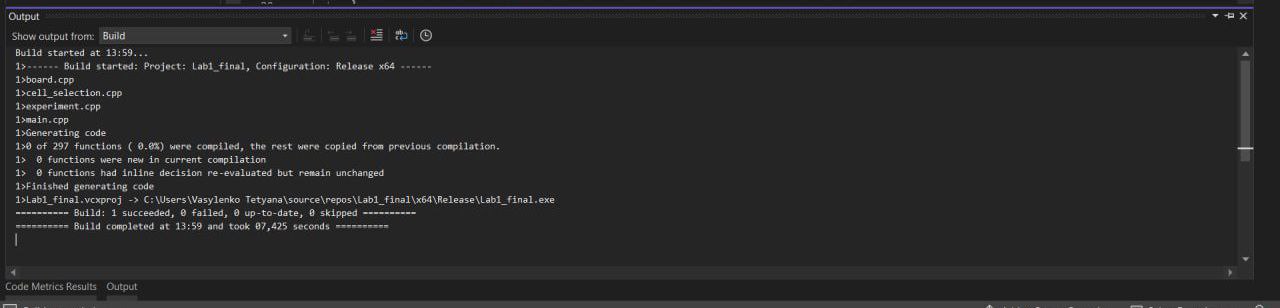 Output
Show output from: Build
Build started at 13:59...
1>------ Build started: Project: Lab1_final, Configuration: Release x64 ------
1>board.cpp
1>cell_selection.cpp
1>experiment.cpp
1>main.cpp
1>Generating code
1>0 of 297 functions ( 0.0%) were compiled, the rest were copied from previous compilation.
1>  0 functions were new in current compilation
1>  0 functions had inline decision re-evaluated but remain unchanged
1>Finished generating code
1>Lab1_final.vcxproj -> C:\Users\Vasylenko Tetyana\source\repos\Lab1_final\x64\Release\Lab1_final.exe
========== Build: 1 succeeded, 0 failed, 0 up-to-date, 0 skipped ==========
========== Build completed at 13:59 and took 07,425 seconds ==========
Code Metrics Results Output